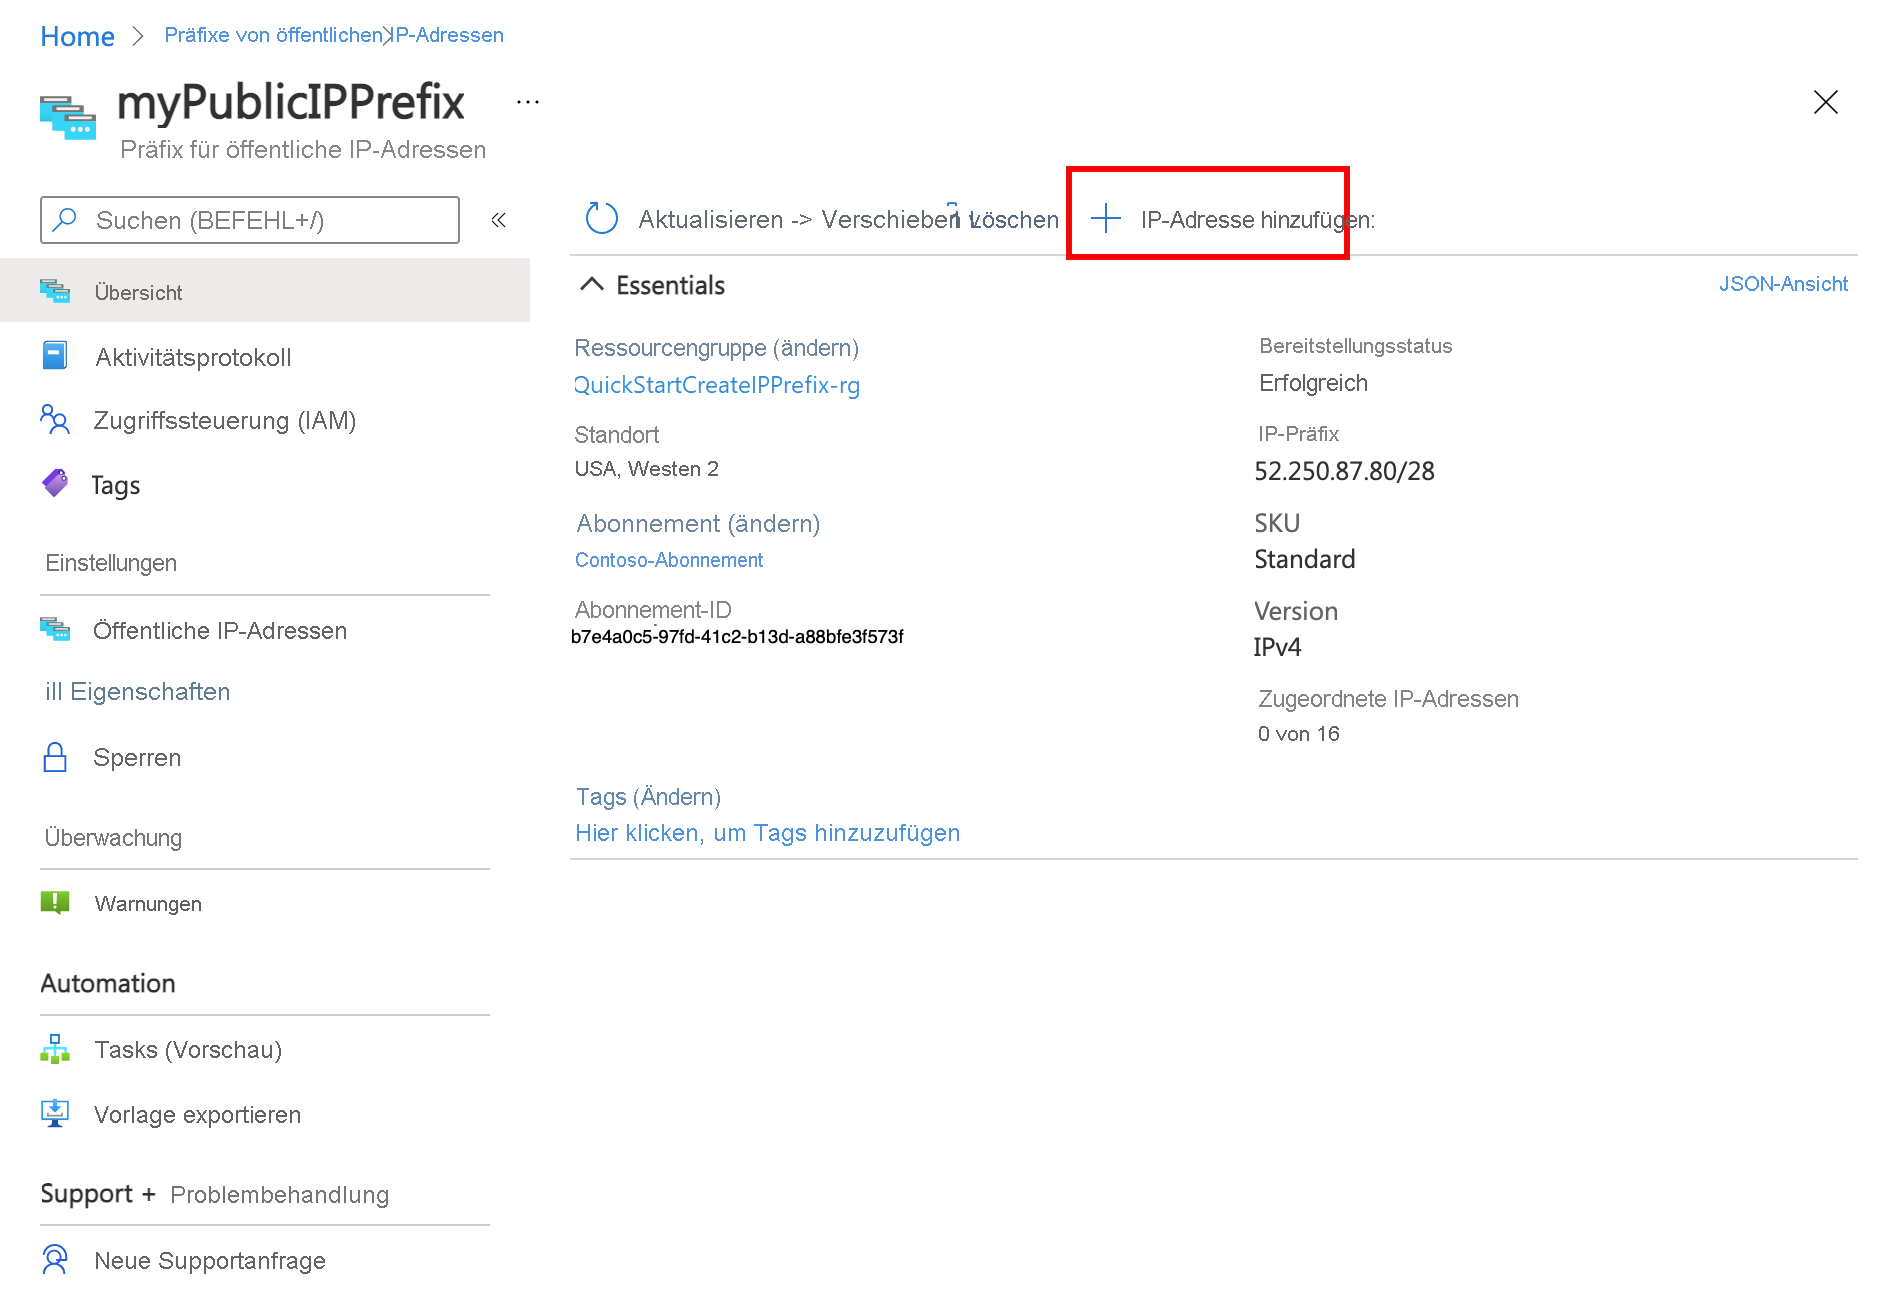 Home > Präfixe von öffentlichen IP-Adressen
myPublicIPPrefix ...
Präfix für öffentliche IP-Adressen
Suchen (BEFEHL+/) «
Aktualisieren -> Verschieben Löschen + IP-Adresse hinzufügen:
Übersicht
Aktivitätsprotokoll
Zugriffssteuerung (IAM)
Tags
Einstellungen
Öffentliche IP-Adressen
ill Eigenschaften
Sperren
Überwachung
Warnungen
Automation
Tasks (Vorschau)
Vorlage exportieren
Support + Problembehandlung
Neue Supportanfrage
Essentials
JSON-Ansicht
Ressourcengruppe (ändern)
QuickStartCreateIPPrefix-rg
Standort
USA, Westen 2
Abonnement (ändern)
Contoso-Abonnement
Abonnement-ID
b7e4a0c5-97fd-41c2-b13d-a88bfe3f573f
Bereitstellungsstatus
Erfolgreich
IP-Präfix
52.250.87.80/28
SKU
Standard
Version
IPv4
Zugeordnete IP-Adressen
0 von 16
Tags (Ändern)
Hier klicken, um Tags hinzuzufügen